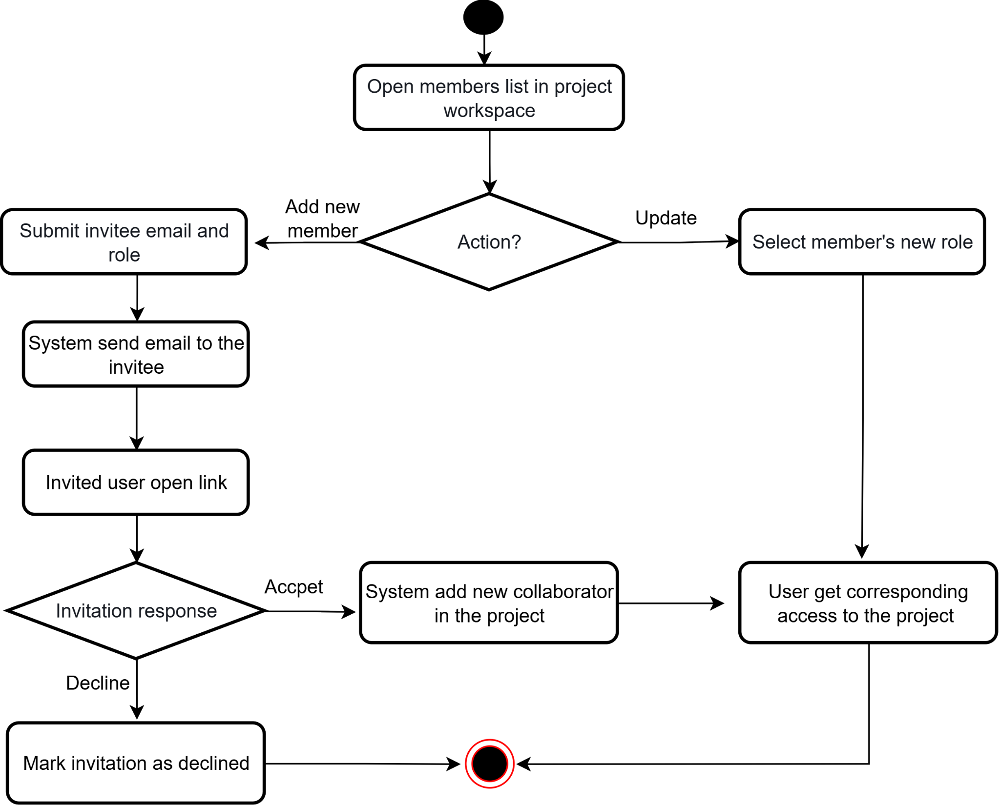 Open members list in project
workspace
Add new
member
Update
Submit invitee email and
role
Action?
Select member's new role
System send email to the
invitee
Invited user open link
Accpet
Invitation response
System add new collaborator
in the project
User get corresponding
access to the project
Decline
Mark invitation as declined